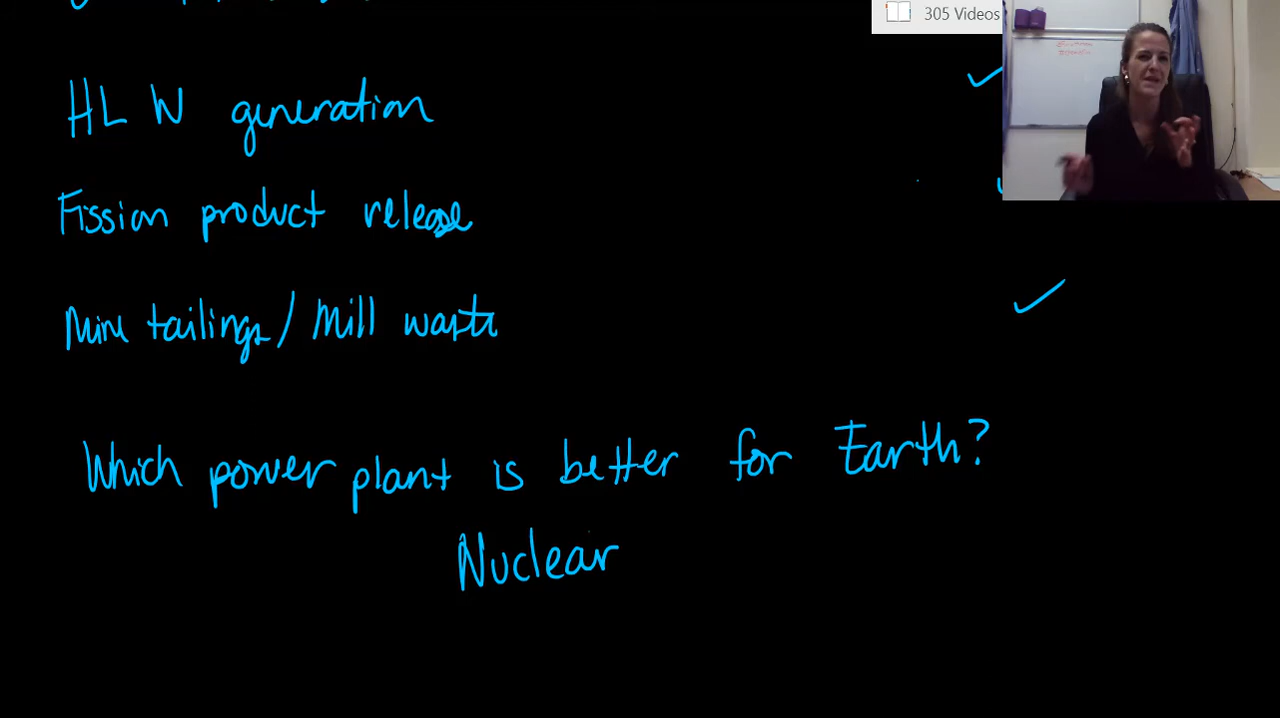 305 Videos
HLW generation
Fission product release
Mine tailings/Mill waste
Which power plant is better for Earth?
Nuclear